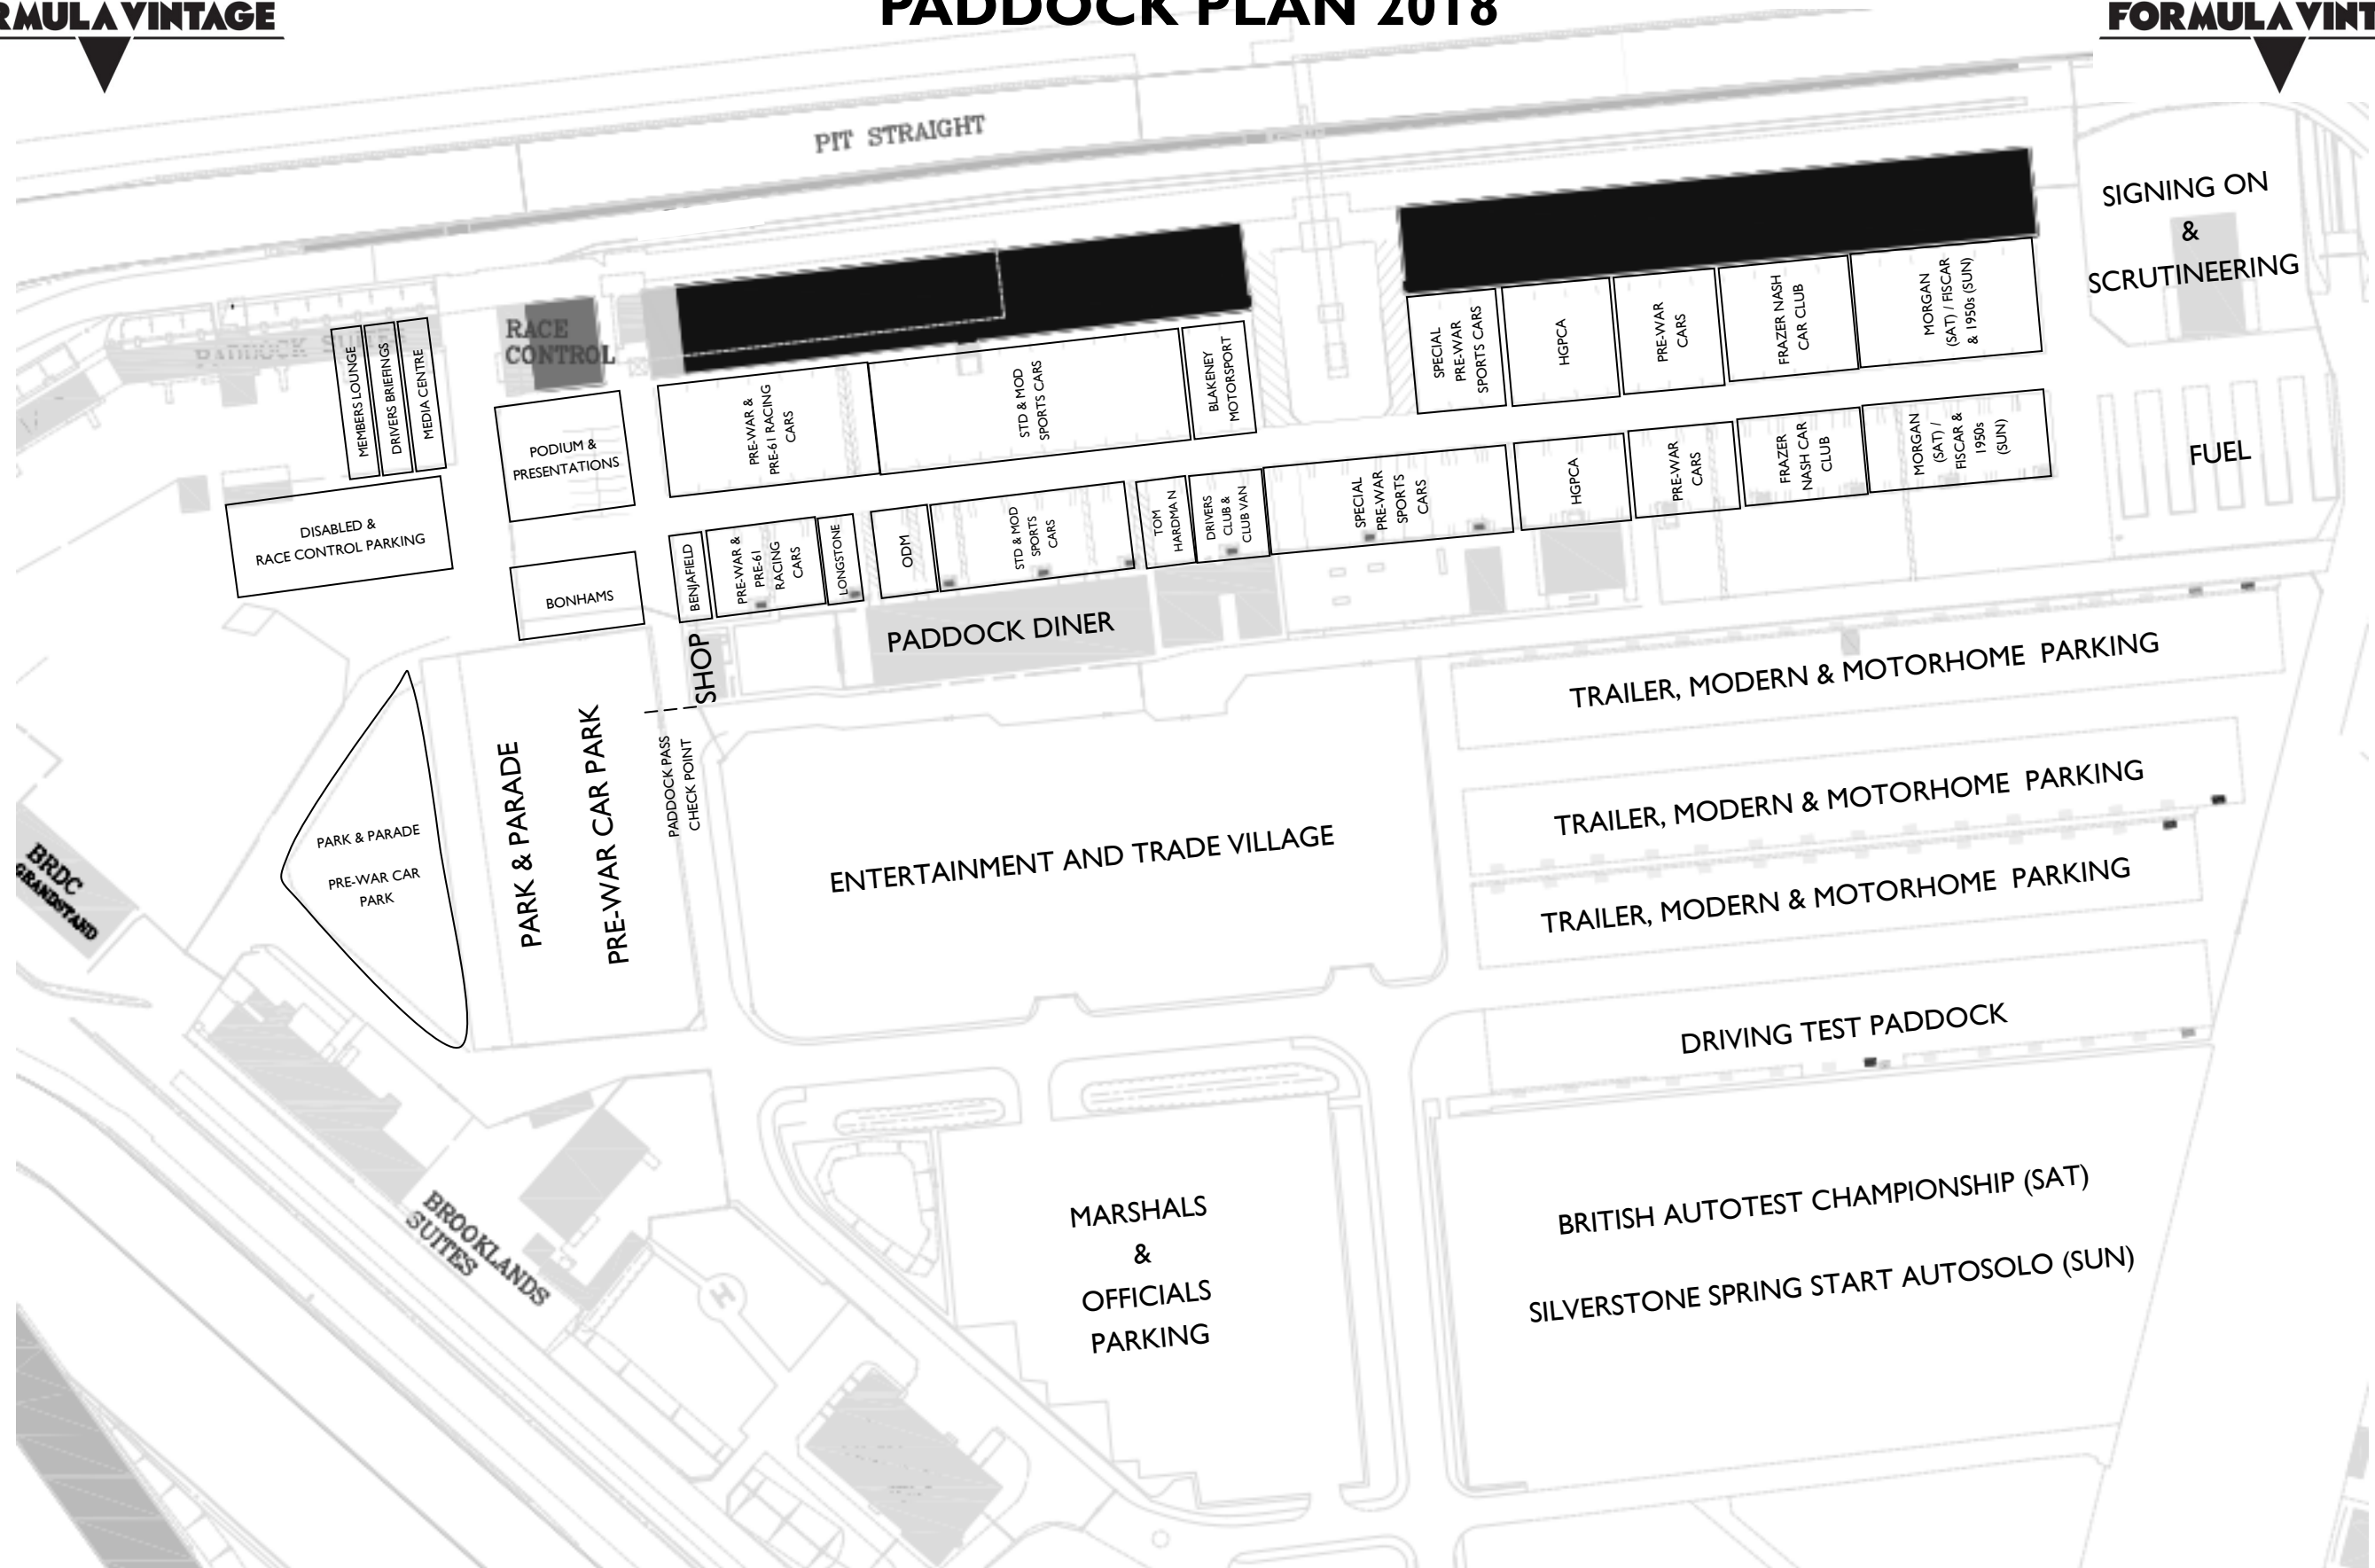 RMULA VINTAGE
PADDOCK PLAN 2018
FORMULA VINT
PIT STRAIGHT
SIGNING ON
&
SCRUTINEERING
RACE
CONTROL
PADDOCK
MEMBERS LOUNGE
DRIVERS BRIEFINGS
MEDIA CENTRE
PODIUM &
PRESENTATIONS
PRE-WAR &
PRE-61 RACING
CARS
STD & MOD
SPORTS CARS
BLAKENEY
MOTORSPORT
SPECIAL
PRE-WAR
SPORTS CARS
HGPCA
PRE-WAR
CARS
FRAZER NASH
CAR CLUB
MORGAN
(SAT) / FISCAR
& 1950s (SUN)
DISABLED &
RACE CONTROL PARKING
BONHAMS
BENJAFIELD
PRE-WAR &
PRE-61
RACING
CARS
LONGSTONE
ODM
STD & MOD
SPORTS
CARS
TOM
HARDMA N
DRIVERS
CLUB &
CLUB VAN
SPECIAL
PRE-WAR
SPORTS
CARS
HGPCA
PRE-WAR
CARS
FRAZER
NASH CAR
CLUB
MORGAN
(SAT) /
FISCAR &
1950s
(SUN)
FUEL
SHOP
PADDOCK DINER
TRAILER, MODERN & MOTORHOME PARKING
TRAILER, MODERN & MOTORHOME PARKING
TRAILER, MODERN & MOTORHOME PARKING
PARK & PARADE
PRE-WAR CAR
PARK
PARK & PARADE
PRE-WAR CAR PARK
PADDOCK PASS
CHECK POINT
ENTERTAINMENT AND TRADE VILLAGE
BRDC
GRANDSTAND
DRIVING TEST PADDOCK
BROOKLANDS
SUITES
H
MARSHALS
&
OFFICIALS
PARKING
BRITISH AUTOTEST CHAMPIONSHIP (SAT)
SILVERSTONE SPRING START AUTOSOLO (SUN)